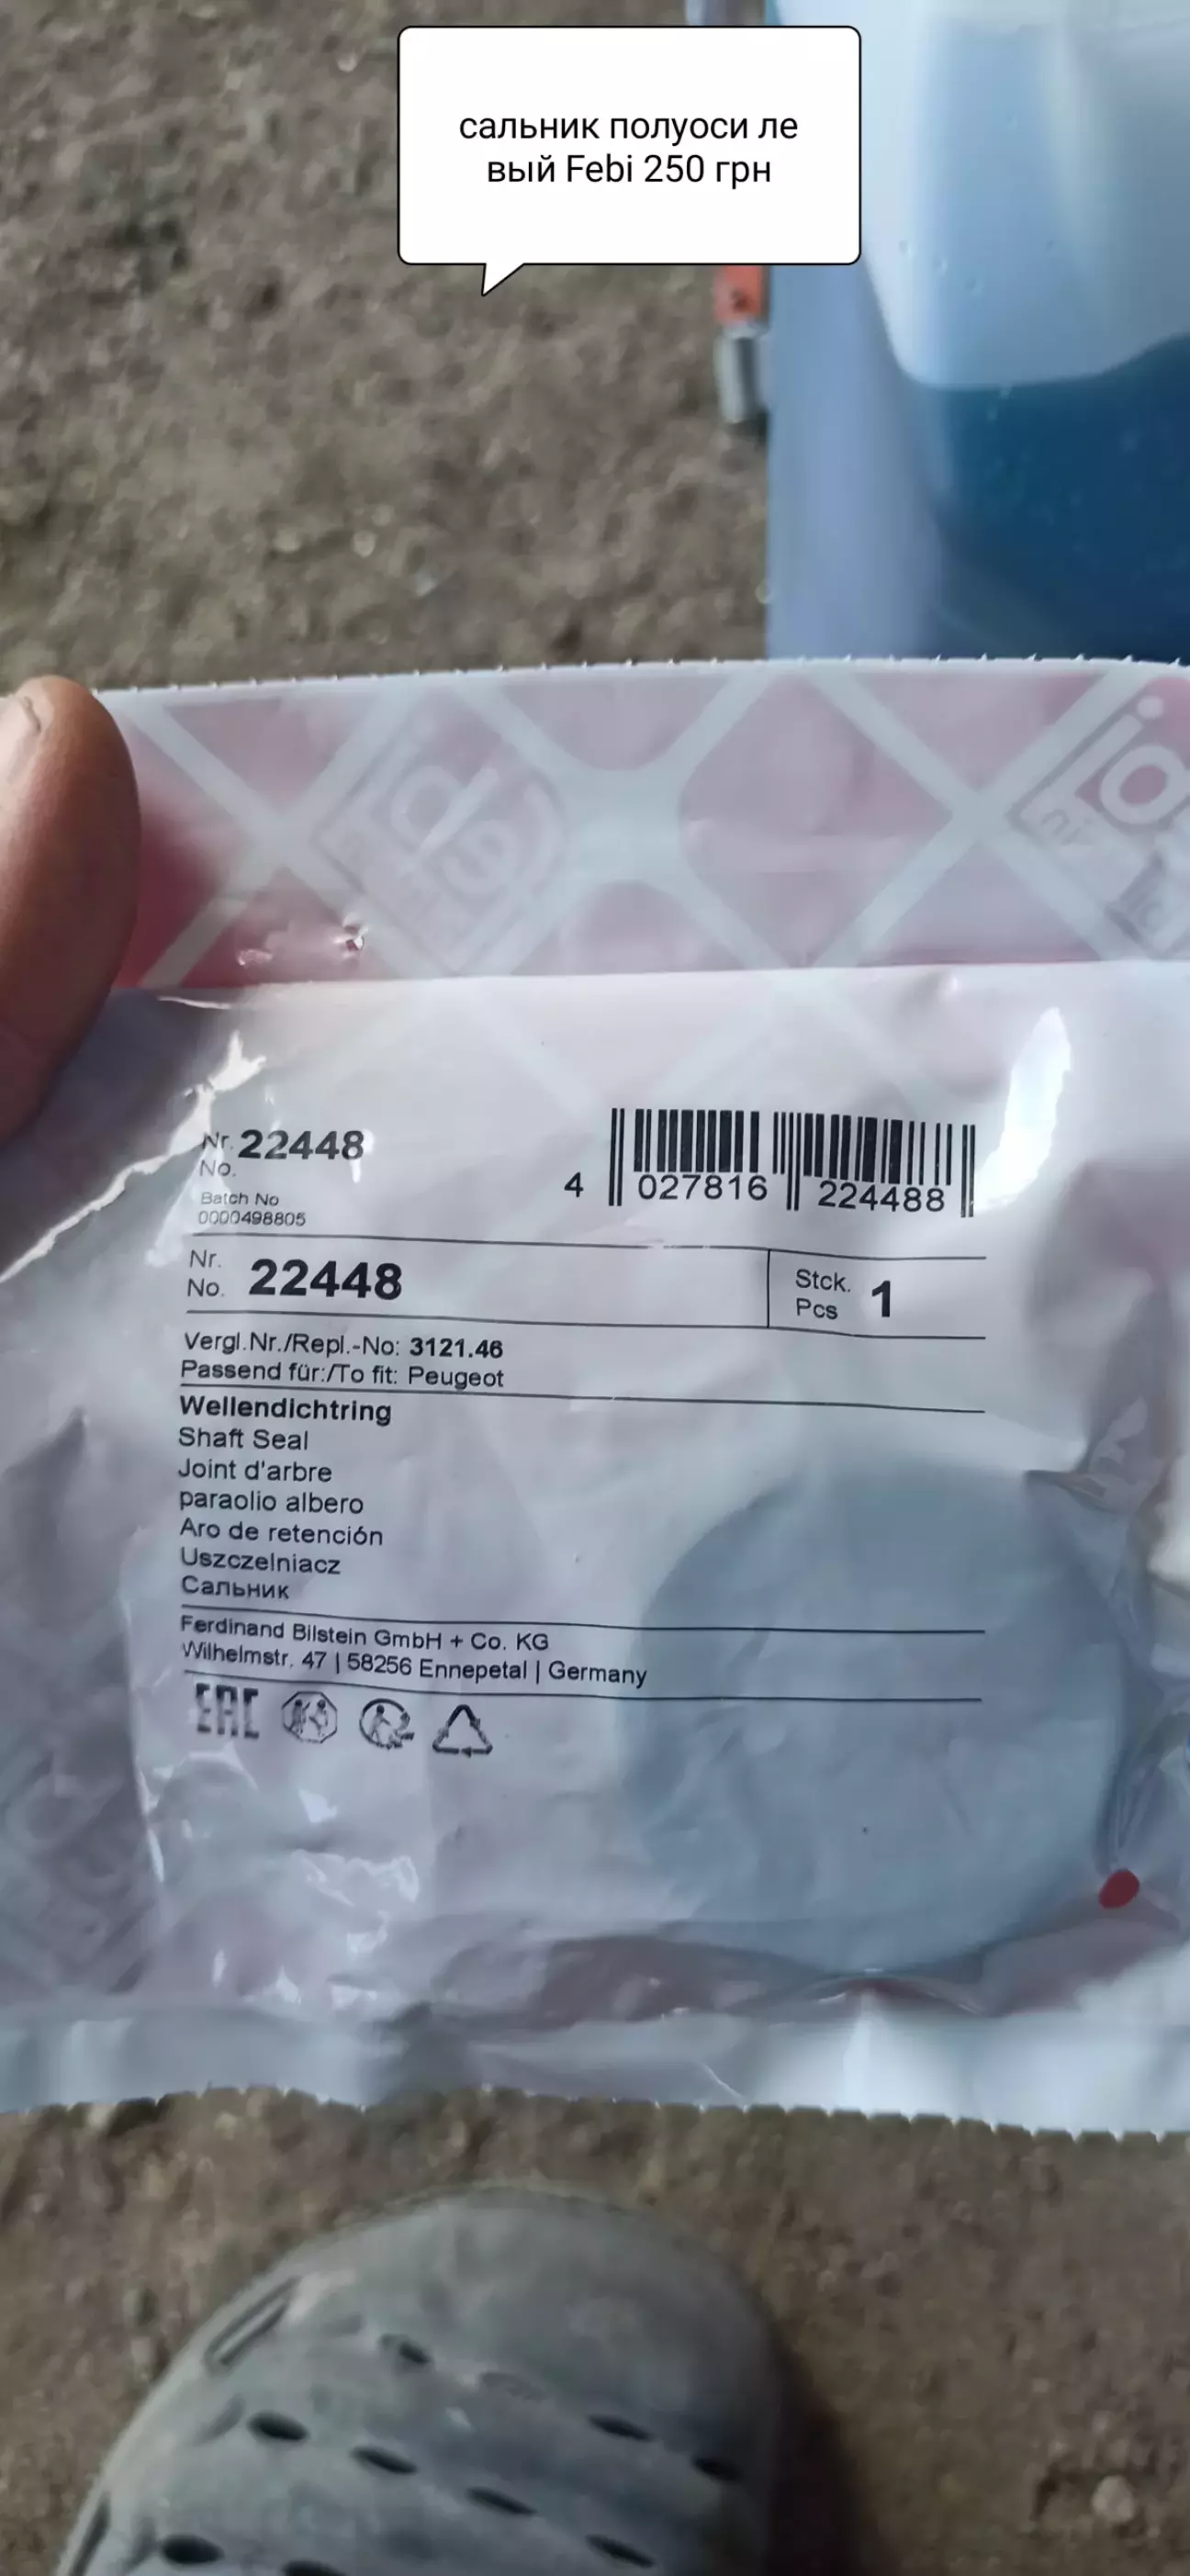 сальник полуоси ле
вый Febi 250 грн
febi
Nr. 22448
No.
Batch No
0000498805
4 027816 224488
Nr.
No. 22448
Stck.
Pcs 1
Vergl.Nr./Repl.-No: 3121.46
Passend für:/To fit: Peugeot
Wellendichtring
Shaft Seal
Joint d'arbre
paraolio albero
Aro de retención
Uszczelniacz
Сальник
Ferdinand Bilstein GmbH + Co. KG
Wilhelmstr. 47 | 58256 Ennepetal | Germany
EAC